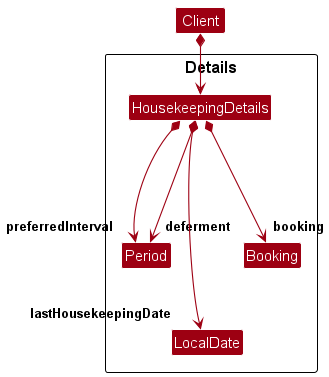 Client
Details
HousekeepingDetails
preferredInterval
deferment
booking
Period
Booking
lastHousekeepingDate
LocalDate